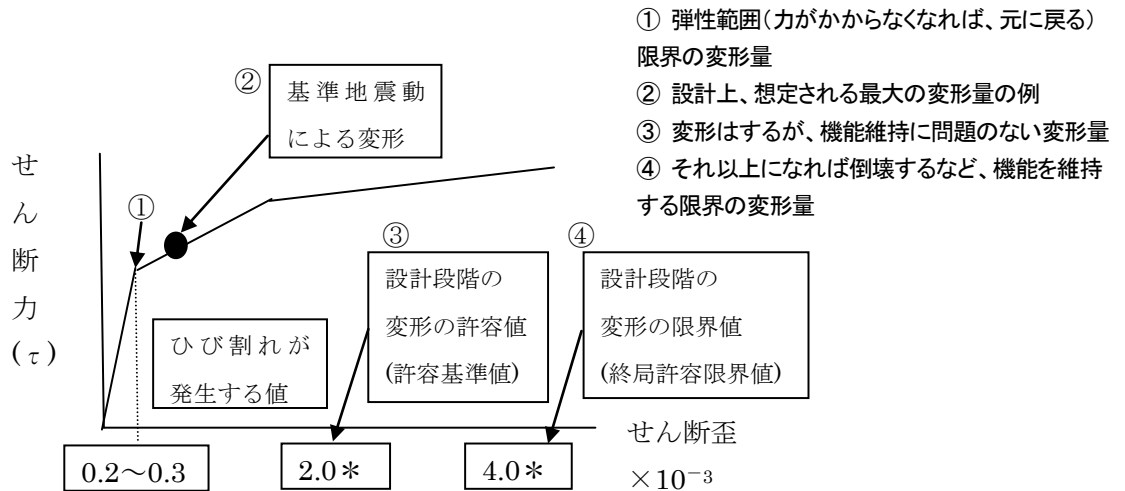 ① 弾性範囲(力がかからなくなれば、元に戻る)
限界の変形量
② 設計上、想定される最大の変形量の例
③ 変形はするが、機能維持に問題のない変形量
④ それ以上になれば倒壊するなど、機能を維持
する限界の変形量
②
基準地震動
による変形
せ
ん
断
力
(τ)
①
③
設計段階の
変形の許容値
(許容基準値)
④
設計段階の
変形の限界値
(終局許容限界値)
ひび割れが
発生する値
せん断歪
×10⁻³
0.2～0.3
2.0＊
4.0＊